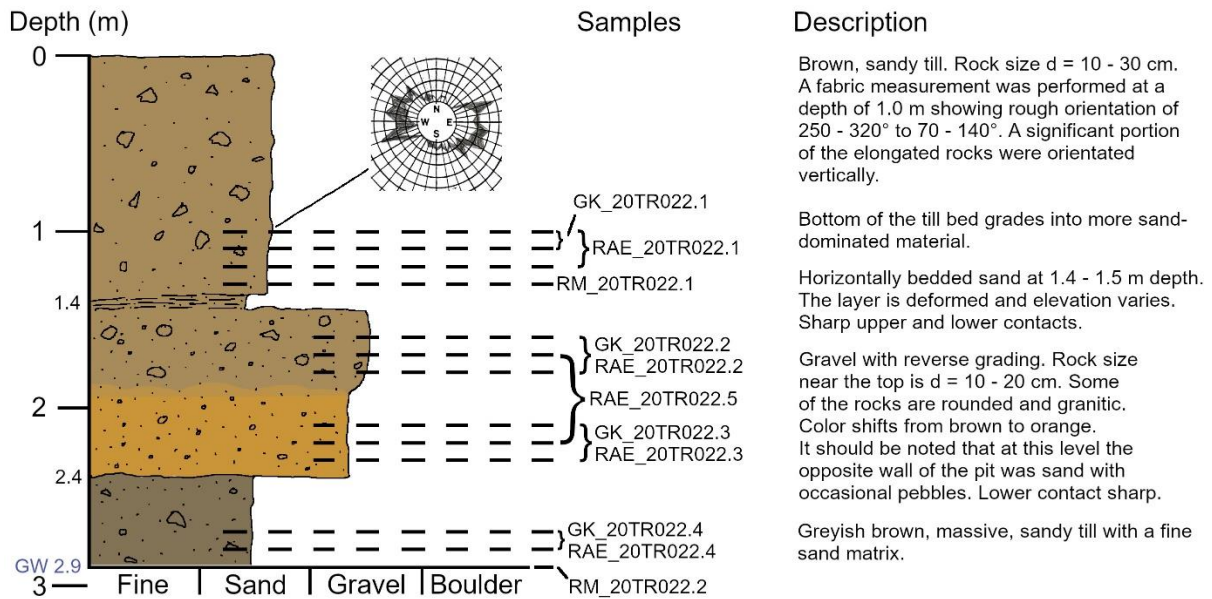 Depth (m)
Samples
Description
0
1
1.4
2
2.4
GW 2.9
3
Fine
Sand
Gravel
Boulder
N
W E
S
GK_20TR022.1
RAE_20TR022.1
RM_20TR022.1
GK_20TR022.2
RAE_20TR022.2
RAE_20TR022.5
GK_20TR022.3
RAE_20TR022.3
GK_20TR022.4
RAE_20TR022.4
RM_20TR022.2
Brown, sandy till. Rock size d = 10 - 30 cm.
A fabric measurement was performed at a
depth of 1.0 m showing rough orientation of
250 - 320° to 70 - 140°. A significant portion
of the elongated rocks were orientated
vertically.
Bottom of the till bed grades into more sand-
dominated material.
Horizontally bedded sand at 1.4 - 1.5 m depth.
The layer is deformed and elevation varies.
Sharp upper and lower contacts.
Gravel with reverse grading. Rock size
near the top is d = 10 - 20 cm. Some
of the rocks are rounded and granitic.
Color shifts from brown to orange.
It should be noted that at this level the
opposite wall of the pit was sand with
occasional pebbles. Lower contact sharp.
Greyish brown, massive, sandy till with a fine
sand matrix.